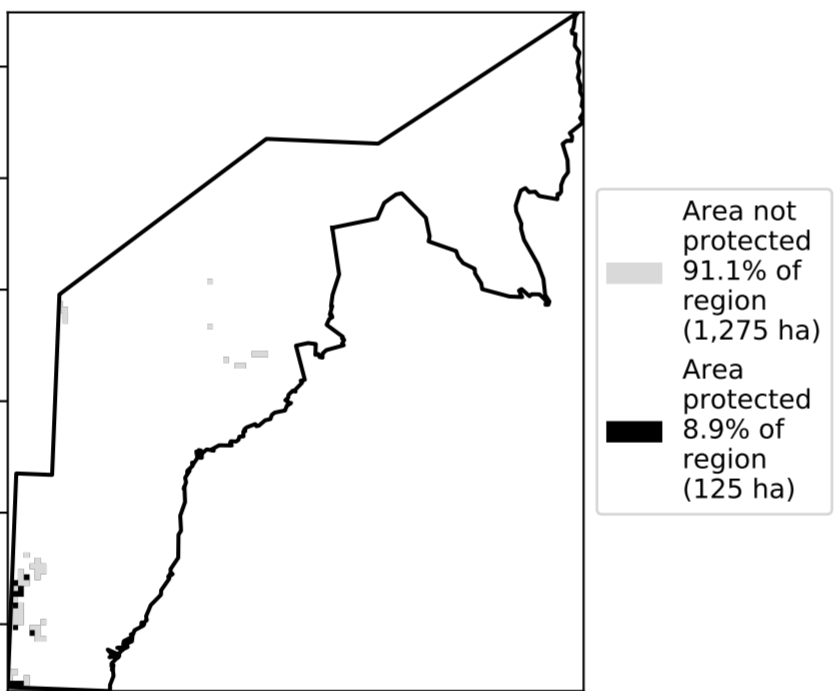 Area not
protected
91.1% of
region
(1,275 ha)
Area
protected
8.9% of
region
(125 ha)